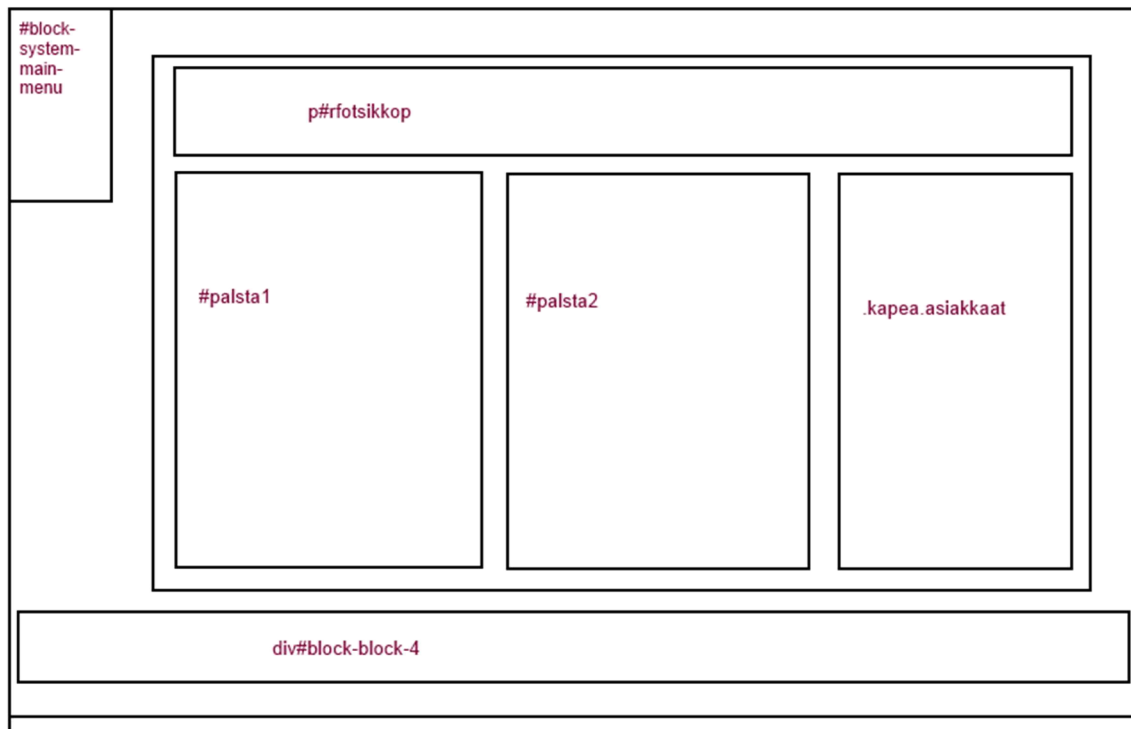 #block-
system-
main-
menu
p#rfotsikkop
#palsta1
#palsta2
.kapea.asiakkaat
div#block-block-4